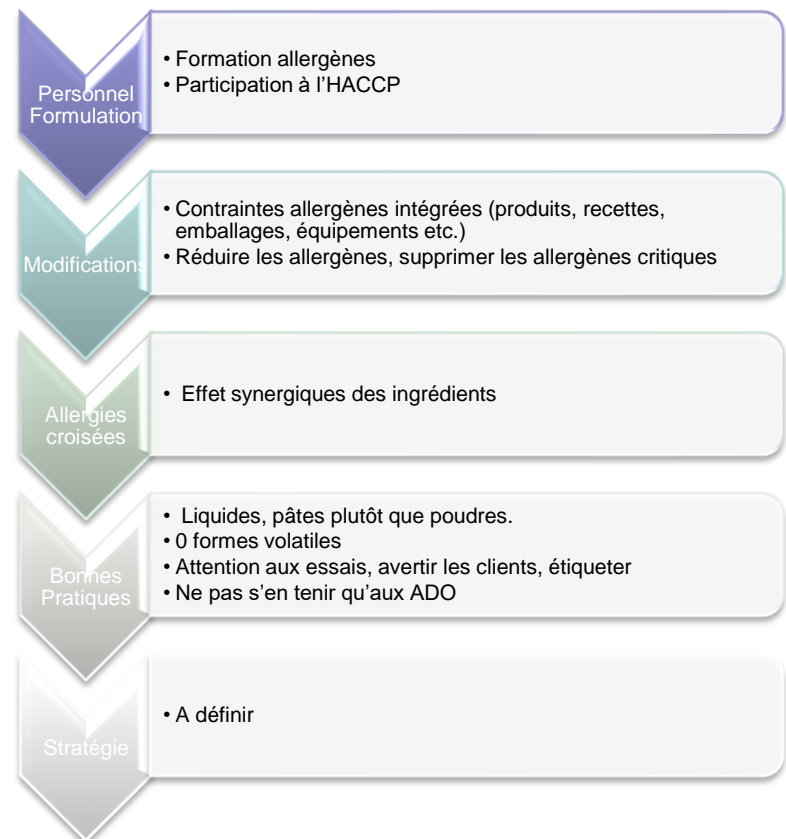 Personnel
Formulation
• Formation allergènes
• Participation à l'HACCP
Modifications
• Contraintes allergènes intégrées (produits, recettes,
emballages, équipements etc.)
• Réduire les allergènes, supprimer les allergènes critiques
Allergies
croisées
• Effet synergiques des ingrédients
Bonnes
Pratiques
• Liquides, pâtes plutôt que poudres.
• 0 formes volatiles
• Attention aux essais, avertir les clients, étiqueter
• Ne pas s'en tenir qu'aux ADO
Stratégie
• A définir